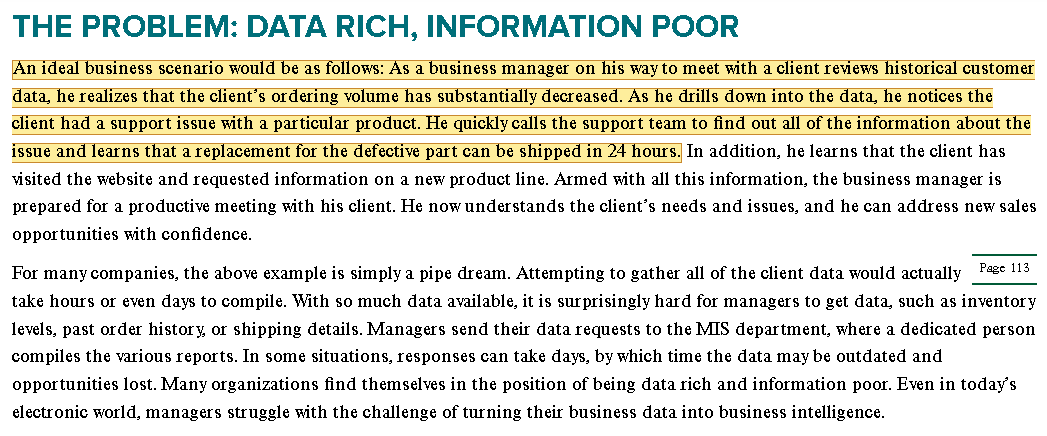 THE PROBLEM: DATA RICH, INFORMATION POOR
An ideal business scenario would be as follows: As a business manager on his way to meet with a client reviews historical customer
data, he realizes that the client's ordering volume has substantially decreased. As he drills down into the data, he notices the
client had a support issue with a particular product. He quickly calls the support team to find out all of the information about the
issue and learns that a replacement for the defective part can be shipped in 24 hours. In addition, he learns that the client has
visited the website and requested information on a new product line. Armed with all this information, the business manager is
prepared for a productive meeting with his client. He now understands the client's needs and issues, and he can address new sales
opportunities with confidence.
For many companies, the above example is simply a pipe dream. Attempting to gather all of the client data would actually
Page 113
take hours or even days to compile. With so much data available, it is surprisingly hard for managers to get data, such as inventory
levels, past order history, or shipping details. Managers send their data requests to the MIS department, where a dedicated person
compiles the various reports. In some situations, responses can take days, by which time the data may be outdated and
opportunities lost. Many organizations find themselves in the position of being data rich and information poor. Even in today's
electronic world, managers struggle with the challenge of turning their business data into business intelligence.